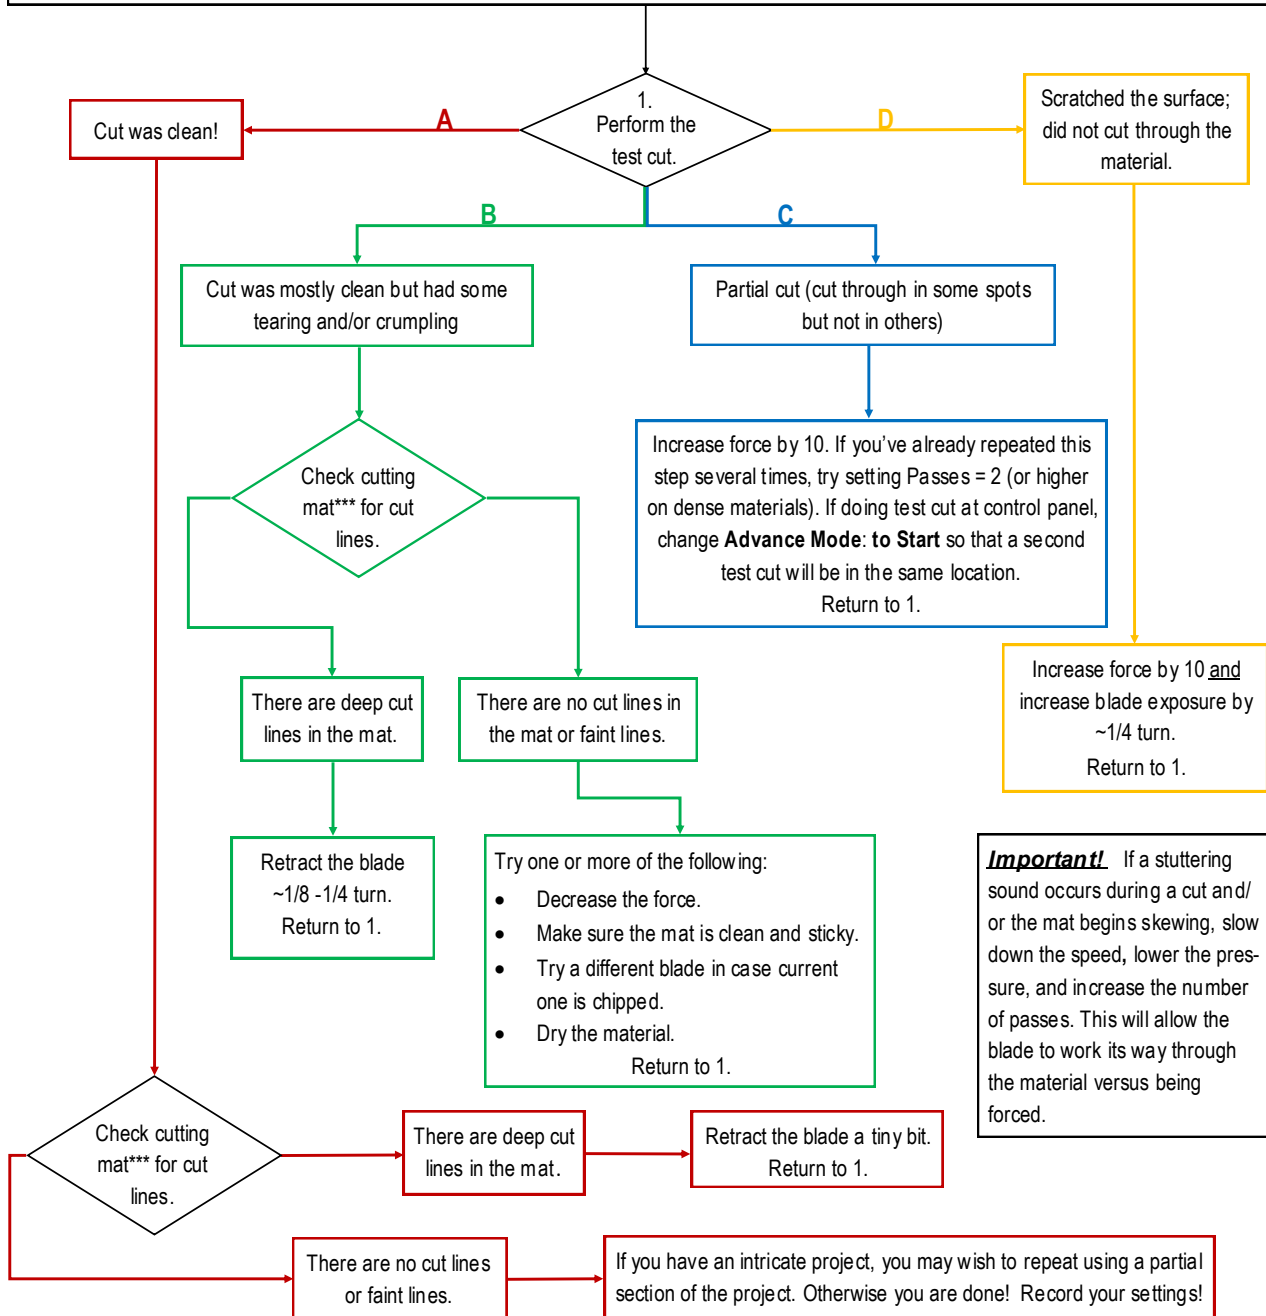 1.
Perform the
test cut.
A
D
Cut was clean!
Scratched the surface;
did not cut through the
material.
B
C
Cut was mostly clean but had some
tearing and/or crumpling
Partial cut (cut through in some spots
but not in others)
Check cutting
mat*** for cut
lines.
Increase force by 10. If you’ve already repeated this
step several times, try setting Passes = 2 (or higher
on dense materials). If doing test cut at control panel,
change Advance Mode: to Start so that a second
test cut will be in the same location.
Return to 1.
There are deep cut
lines in the mat.
There are no cut lines in
the mat or faint lines.
Increase force by 10 and
increase blade exposure by
~1/4 turn.
Return to 1.
Retract the blade
~1/8 -1/4 turn.
Return to 1.
Try one or more of the following:
• Decrease the force.
• Make sure the mat is clean and sticky.
• Try a different blade in case current
one is chipped.
• Dry the material.
Return to 1.
Important! If a stuttering
sound occurs during a cut and/
or the mat begins skewing, slow
down the speed, lower the pres-
sure, and increase the number
of passes. This will allow the
blade to work its way through
the material versus being
forced.
Check cutting
mat*** for cut
lines.
There are deep cut
lines in the mat.
Retract the blade a tiny bit.
Return to 1.
There are no cut lines
or faint lines.
If you have an intricate project, you may wish to repeat using a partial
section of the project. Otherwise you are done! Record your settings!